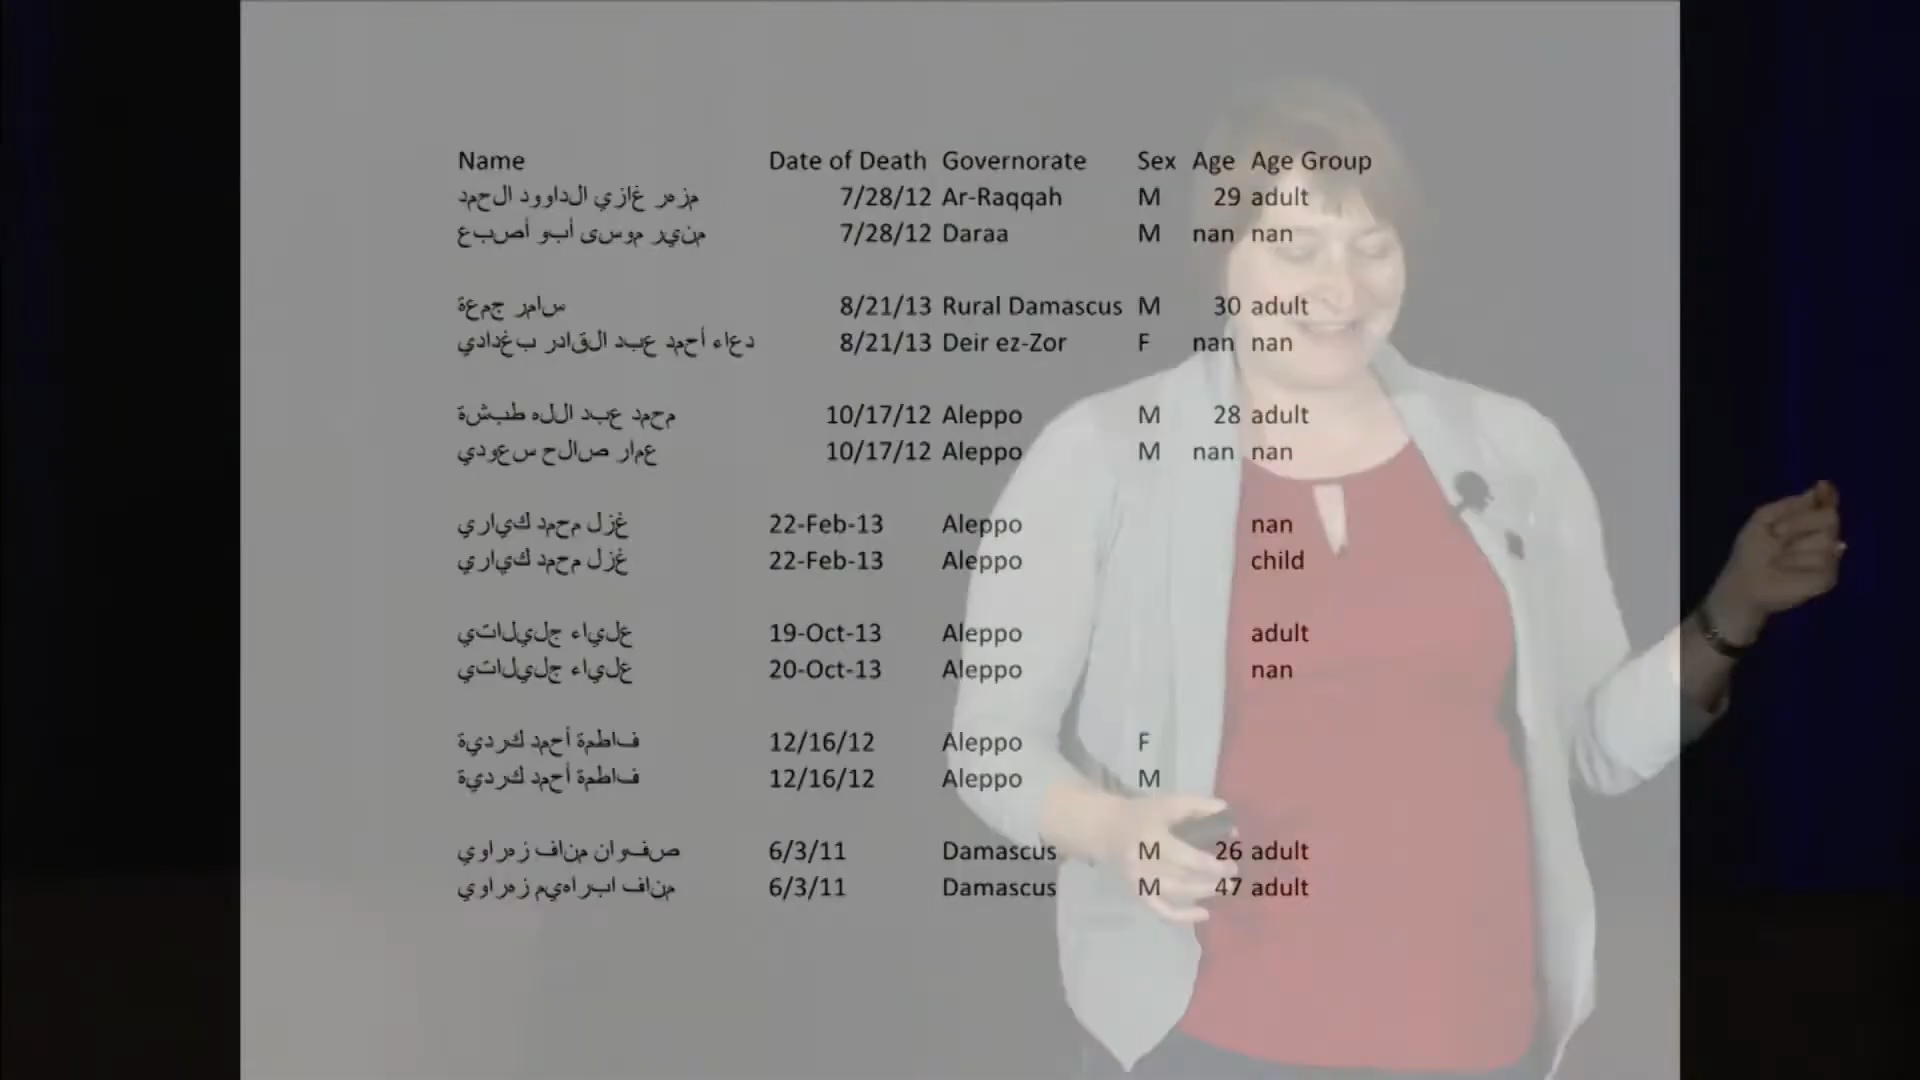 Name Date of Death Governorate Sex Age Age Group
مزهر غازي الداوود الحمد 7/28/12 Ar-Raqqah M 29 adult
منير موسى أبو أصبع 7/28/12 Daraa M nan nan
سامر جمعة 8/21/13 Rural Damascus M 30 adult
دعاء أحمد عبد القادر بغدادي 8/21/13 Deir ez-Zor F nan nan
محمد عبد الله طبشة 10/17/12 Aleppo M 28 adult
عمار صالح سعودي 10/17/12 Aleppo M nan nan
غزل محمد كياري 22-Feb-13 Aleppo nan
غزل محمد كياري 22-Feb-13 Aleppo child
علياء جليلاتي 19-Oct-13 Aleppo adult
علياء جليلاتي 20-Oct-13 Aleppo nan
فاطمة أحمد كردية 12/16/12 Aleppo F
فاطمة أحمد كردية 12/16/12 Aleppo M
صفوان مناف زهراوي 6/3/11 Damascus M 26 adult
مناف ابراهيم زهراوي 6/3/11 Damascus M 47 adult